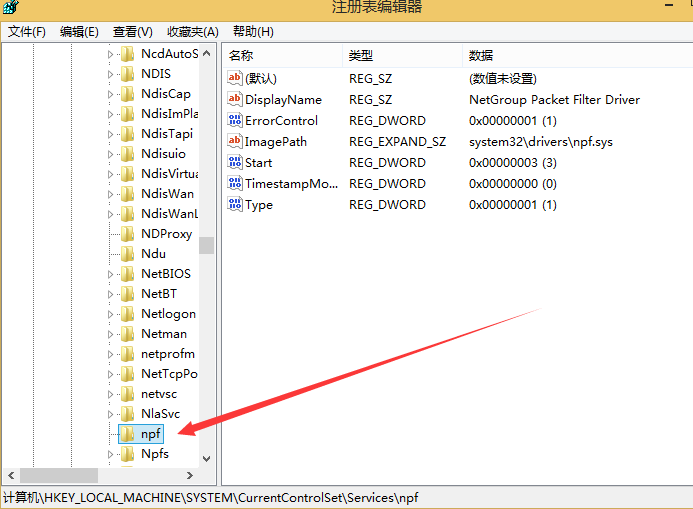 注册表编辑器
文件(F) 编辑(E) 查看(V) 收藏夹(A) 帮助(H)
NcdAutoS
NDIS
NdisCap
NdisImPla
NdisTapi
Ndisuio
NdisVirtua
NdisWan
NdisWanL
NDProxy
Ndu
NetBIOS
NetBT
Netlogon
Netman
netprofm
NetTcpPo
netvsc
NlaSvc
npf
Npfs
名称 类型 数据
(默认) REG_SZ (数值未设置)
DisplayName REG_SZ NetGroup Packet Filter Driver
ErrorControl REG_DWORD 0x00000001 (1)
ImagePath REG_EXPAND_SZ system32\drivers\npf.sys
Start REG_DWORD 0x00000003 (3)
TimestampMo... REG_DWORD 0x00000000 (0)
Type REG_DWORD 0x00000001 (1)
计算机\HKEY_LOCAL_MACHINE\SYSTEM\CurrentControlSet\Services\npf